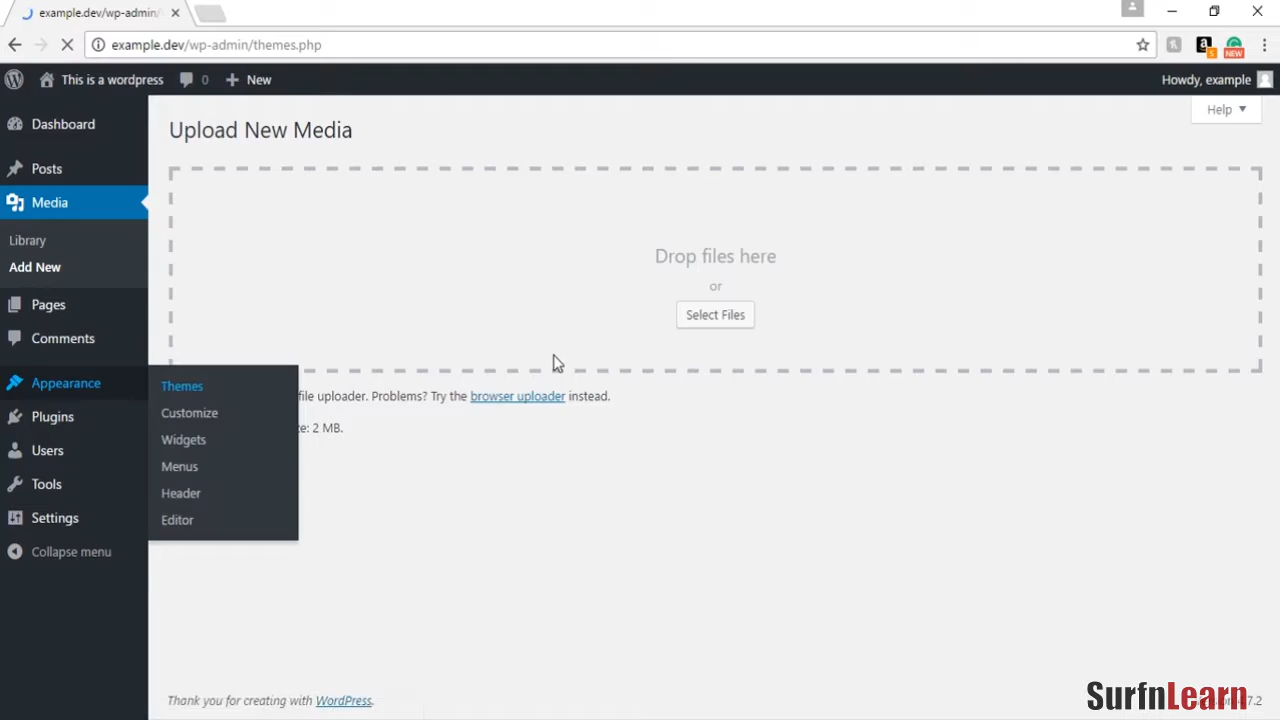 example.dev/wp-admin/
example.dev/wp-admin/themes.php
NEW
This is a wordpress
0
New
Howdy, example
Help
Dashboard
Posts
Media
Library
Add New
Pages
Comments
Appearance
Plugins
Users
Tools
Settings
Collapse menu
Themes
Customize
Widgets
Menus
Header
Editor
Upload New Media
Drop files here
or
Select Files
file uploader. Problems? Try the browser uploader instead.
ze: 2 MB.
Thank you for creating with WordPress.
SurfnLearn
7.2